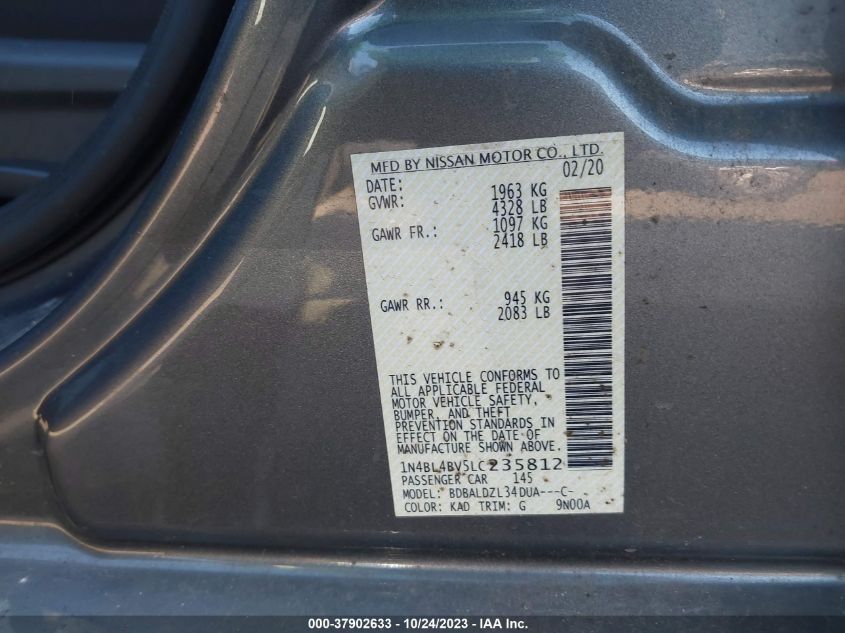 MFD BY NISSAN MOTOR CO., LTD.
DATE: 02/20
GVWR: 1963 KG
4328 LB
GAWR FR.: 1097 KG
2418 LB
GAWR RR.: 945 KG
2083 LB
THIS VEHICLE CONFORMS TO
ALL APPLICABLE FEDERAL
MOTOR VEHICLE SAFETY,
BUMPER, AND THEFT
PREVENTION STANDARDS IN
EFFECT ON THE DATE OF
MANUFACTURE SHOWN ABOVE.
1N4BL4BV5LC235812
PASSENGER CAR 145
MODEL: BDBALDZL34DUA---C-
COLOR: KAD TRIM: G 9N00A
000-37902633 - 10/24/2023 - IAA Inc.